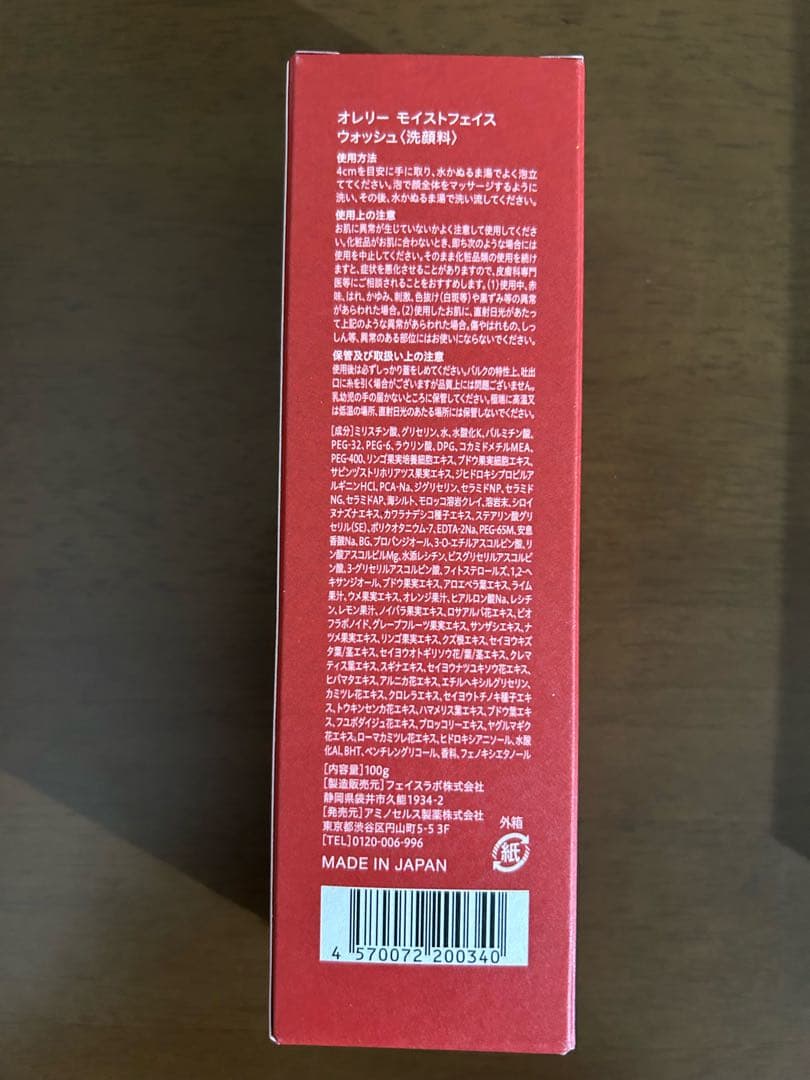 オレリー モイストフェイス
ウォッシュ〈洗顔料〉
使用方法
4cmを目安に手に取り、水かぬるま湯でよく泡立
ててください。泡で顔全体をマッサージするように
洗い、その後、水かぬるま湯で洗い流してください。
使用上の注意
お肌に異常が生じていないかよく注意して使用してくださ
い。化粧品がお肌に合わないとき、即ち次のような場合には
使用を中止してください。そのまま化粧品類の使用を続け
ますと、症状を悪化させることがありますので、皮膚科専門
医等にご相談されることをおすすめします。(1)使用中、赤
味、はれ、かゆみ、刺激、色抜け(白斑等)や黒ずみ等の異常
があらわれた場合。(2)使用したお肌に、直射日光があたっ
て上記のような異常があらわれた場合。傷やはれもの、しっ
しん等、異常のある部位にはお使いにならないでください。
保管及び取扱い上の注意
使用後は必ずしっかり蓋をしめてください。バルクの特性上、吐出
口に糸を引く場合がございますが品質上には問題ございません。
乳幼児の手の届かないところに保管してください。極端に高温又
は低温の場所、直射日光のあたる場所には保管しないでください。
[成分]ミリスチン酸、グリセリン、水、水酸化K、パルミチン酸、
PEG-32、PEG-6、ラウリン酸、DPG、コカミドメチルMEA、
PEG-400、リンゴ果実培養細胞エキス、ブドウ果実細胞エキス、
サピンヅストリホリアツス果実エキス、ジヒドロキシプロピルア
ルギニンHCl、PCA-Na、ジグリセリン、セラミドNP、セラミド
NG、セラミドAP、海シルト、モロッコ溶岩クレイ、溶岩末、シロイ
ヌナズナエキス、カワラナデシコ種子エキス、ステアリン酸グリ
セリル(SE)、ポリクオタニウム-7、EDTA-2Na、PEG-65M、安息
香酸Na、BG、プロパンジオール、3-O-エチルアスコルビン酸、リ
ン酸アスコルビルMg、水添レシチン、ビスグリセリルアスコルビ
ン酸、3-グリセリルアスコルビン酸、フィトステロールズ、1,2-ヘ
キサンジオール、ブドウ果実エキス、アロエベラ葉エキス、ライム
果汁、ウメ果実エキス、オレンジ果汁、ヒアルロン酸Na、レシチ
ン、レモン果汁、ノイバラ果実エキス、ロサアルバ花エキス、ビオ
フラボノイド、グレープフルーツ果実エキス、サンザシエキス、ナ
ツメ果実エキス、リンゴ果実エキス、クズ根エキス、セイヨウキズ
タ葉/茎エキス、セイヨウオトギリソウ花/葉/茎エキス、クレマ
ティス葉エキス、スギナエキス、セイヨウナツユキソウ花エキス、
ヒバマタエキス、アルニカ花エキス、エチルヘキシルグリセリン、
カミツレ花エキス、クロレラエキス、セイヨウトチノキ種子エキ
ス、トウキンセンカ花エキス、ハマメリス葉エキス、ブドウ葉エキ
ス、フユボダイジュ花エキス、ブロッコリーエキス、ヤグルマギク
花エキス、ローマカミツレ花エキス、ヒドロキシアニソール、水酸
化AL、BHT、ペンチレングリコール、香料、フェノキシエタノール
[内容量]100g
[製造販売元]フェイスラボ株式会社
静岡県袋井市久能1934-2
[発売元]アミノセルス製薬株式会社
東京都渋谷区円山町5-5 3F
[TEL]0120-006-996
外箱
紙
MADE IN JAPAN
4 570072 200340